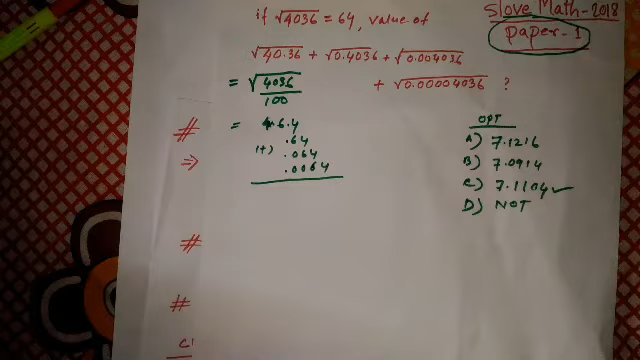 Slove Math-2018
paper-1
if √4036 = 64, value of
√40.36 + √0.4036 + √0.004036
+ √0.00004036 ?
= √4036
100
= 6.4
.64
(+) .064
.0064
#
⇒
#
#
OPT
A) 7.1216
B) 7.0914
C) 7.1104 ✓
D) NOT